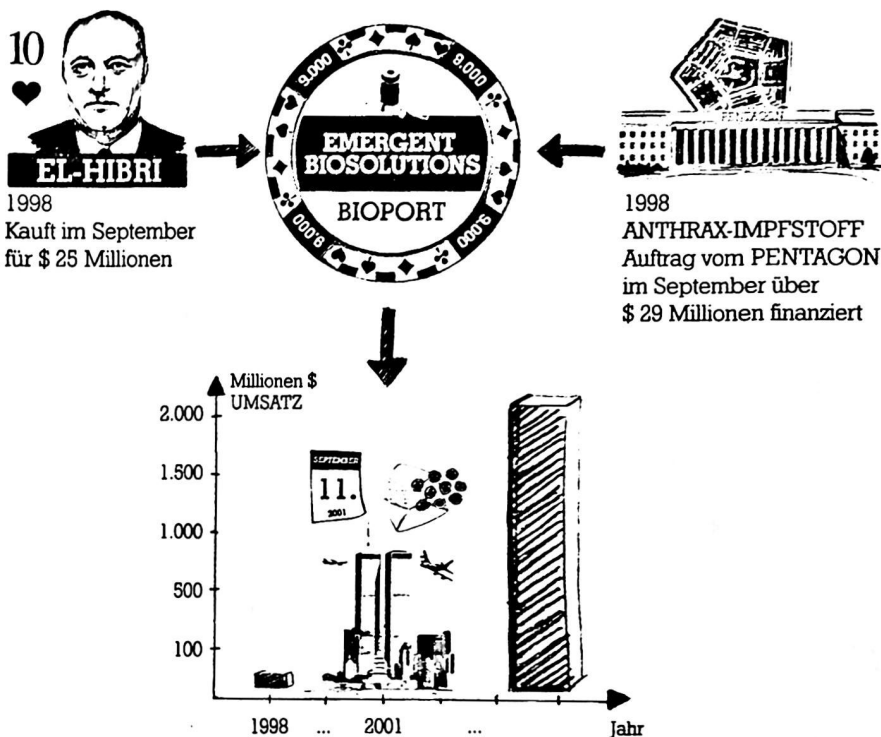 10
EL-HIBRI
1998
Kauft im September
für $ 25 Millionen
9.000
9.000
EMERGENT
BIOSOLUTIONS
BIOPORT
9.000
9.000
PENTAGON
1998
ANTHRAX-IMPFSTOFF
Auftrag vom PENTAGON
im September über
$ 29 Millionen finanziert
Millionen $
UMSATZ
2.000
1.500
1.000
500
100
SEPTEMBER
11.
2001
1998 ... 2001 ... Jahr